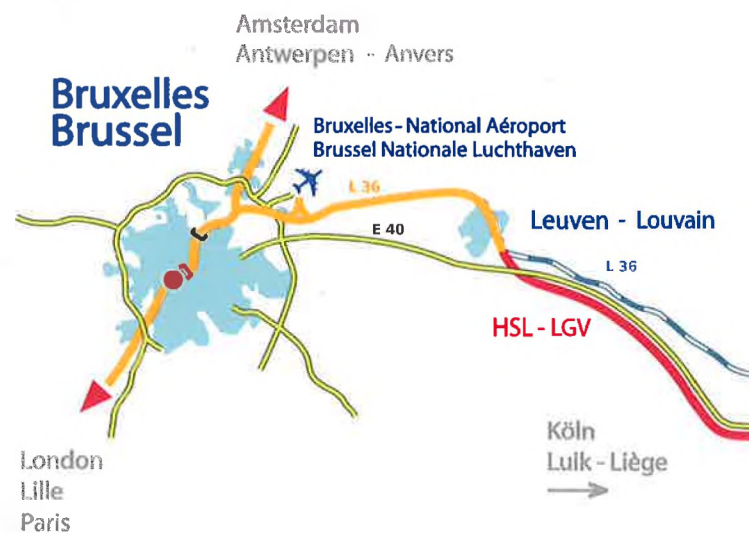 Amsterdam
Antwerpen - Anvers
Bruxelles
Brussel
Bruxelles - National Aéroport
Brussel Nationale Luchthaven
L 36
Leuven - Louvain
E 40
L 36
HSL - LGV
Köln
Luik - Liège
London
Lille
Paris